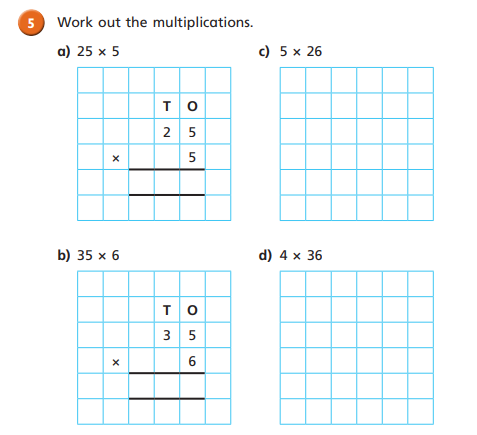 5 Work out the multiplications.
a) 25 × 5
T O
2 5
× 5
c) 5 × 26
b) 35 × 6
T O
3 5
× 6
d) 4 × 36